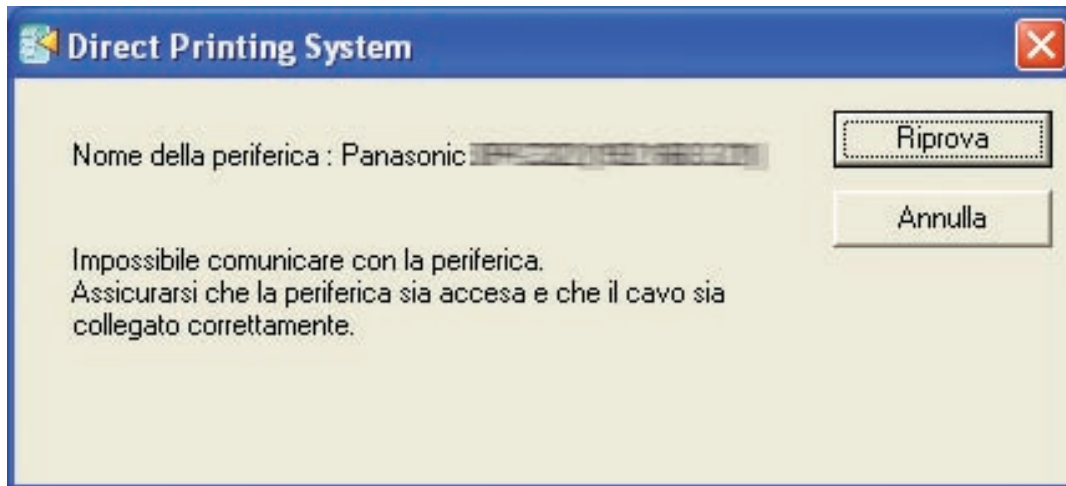 Direct Printing System
Nome della periferica : Panasonic
Riprova
Annulla
Impossibile comunicare con la periferica.
Assicurarsi che la periferica sia accesa e che il cavo sia
collegato correttamente.